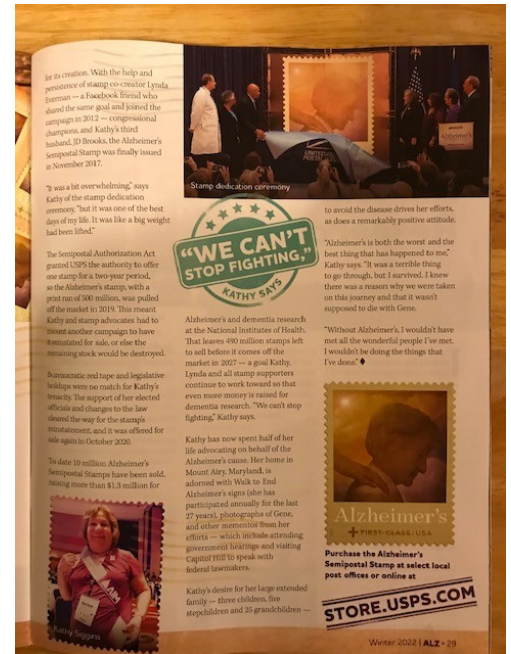 for its creation. With the help and
persistence of stamp co-creator Lynda
Everman — a Facebook friend who
shared the same goal and joined the
campaign in 2012 — congressional
champions, and Kathy's third
husband, JD Brooks, the Alzheimer's
Semipostal Stamp was finally issued
in November 2017.
"It was a bit overwhelming," says
Kathy of the stamp dedication
ceremony, "but it was one of the best
days of my life. It was like a big weight
had been lifted."
The Semipostal Authorization Act
granted USPS the authority to offer
one stamp for a two-year period,
so the Alzheimer's stamp, with a
print run of 500 million, was pulled
off the market in 2019. This meant
Kathy and stamp advocates had to
mount another campaign to have
it reinstated for sale, or else the
remaining stock would be destroyed.
Bureaucratic red tape and legislative
holdups were no match for Kathy's
tenacity. The support of her elected
officials and changes to the law
cleared the way for the stamp's
reinstatement, and it was offered for
sale again in October 2020.
To date 10 million Alzheimer's
Semipostal Stamps have been sold,
raising more than $1.3 million for
Kathy Siggins
Stamp dedication ceremony
UNITED STATES
POSTAL
Alzheimer's
"WE CAN'T
STOP FIGHTING,"
KATHY SAYS
Alzheimer's and dementia research
at the National Institutes of Health.
That leaves 490 million stamps left
to sell before it comes off the
market in 2027 — a goal Kathy,
Lynda and all stamp supporters
continue to work toward so that
even more money is raised for
dementia research. "We can't stop
fighting," Kathy says.
Kathy has now spent half of her
life advocating on behalf of the
Alzheimer's cause. Her home in
Mount Airy, Maryland, is
adorned with Walk to End
Alzheimer's signs (she has
participated annually for the last
27 years), photographs of Gene,
and other mementos from her
efforts — which include attending
government hearings and visiting
Capitol Hill to speak with
federal lawmakers.
Kathy's desire for her large extended
family — three children, five
stepchildren and 25 grandchildren —
to avoid the disease drives her efforts,
as does a remarkably positive attitude.
"Alzheimer's is both the worst and the
best thing that has happened to me,"
Kathy says. "It was a terrible thing
to go through, but I survived. I knew
there was a reason why we were taken
on this journey and that it wasn't
supposed to die with Gene.
"Without Alzheimer's, I wouldn't have
met all the wonderful people I've met.
I wouldn't be doing the things that
I've done." ♦
Alzheimer's
FIRST-CLASS/USA
Purchase the Alzheimer's
Semipostal Stamp at select local
post offices or online at
STORE.USPS.COM
Winter 2022 | ALZ • 29